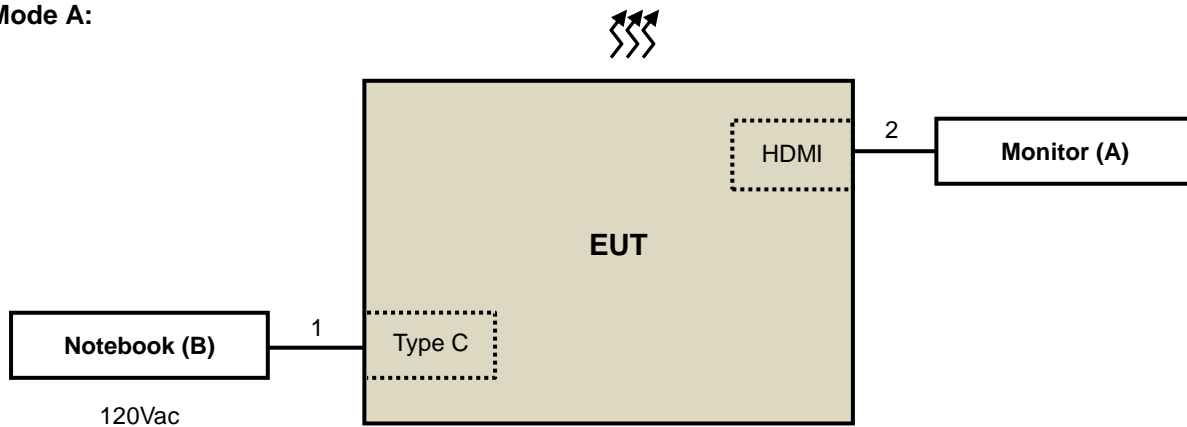 Mode A:
HDMI
2
Monitor (A)
EUT
Notebook (B)
1
Type C
120Vac